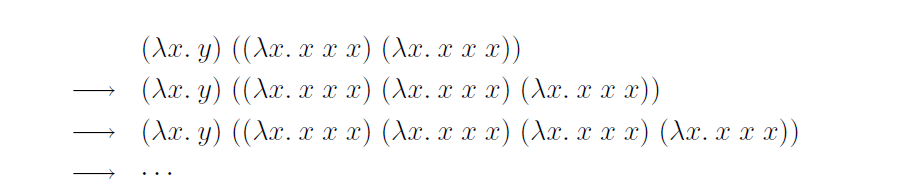 (λx. y) ((λx. x x x) (λx. x x x))
⟶ (λx. y) ((λx. x x x) (λx. x x x) (λx. x x x))
⟶ (λx. y) ((λx. x x x) (λx. x x x) (λx. x x x) (λx. x x x))
⟶ · · ·